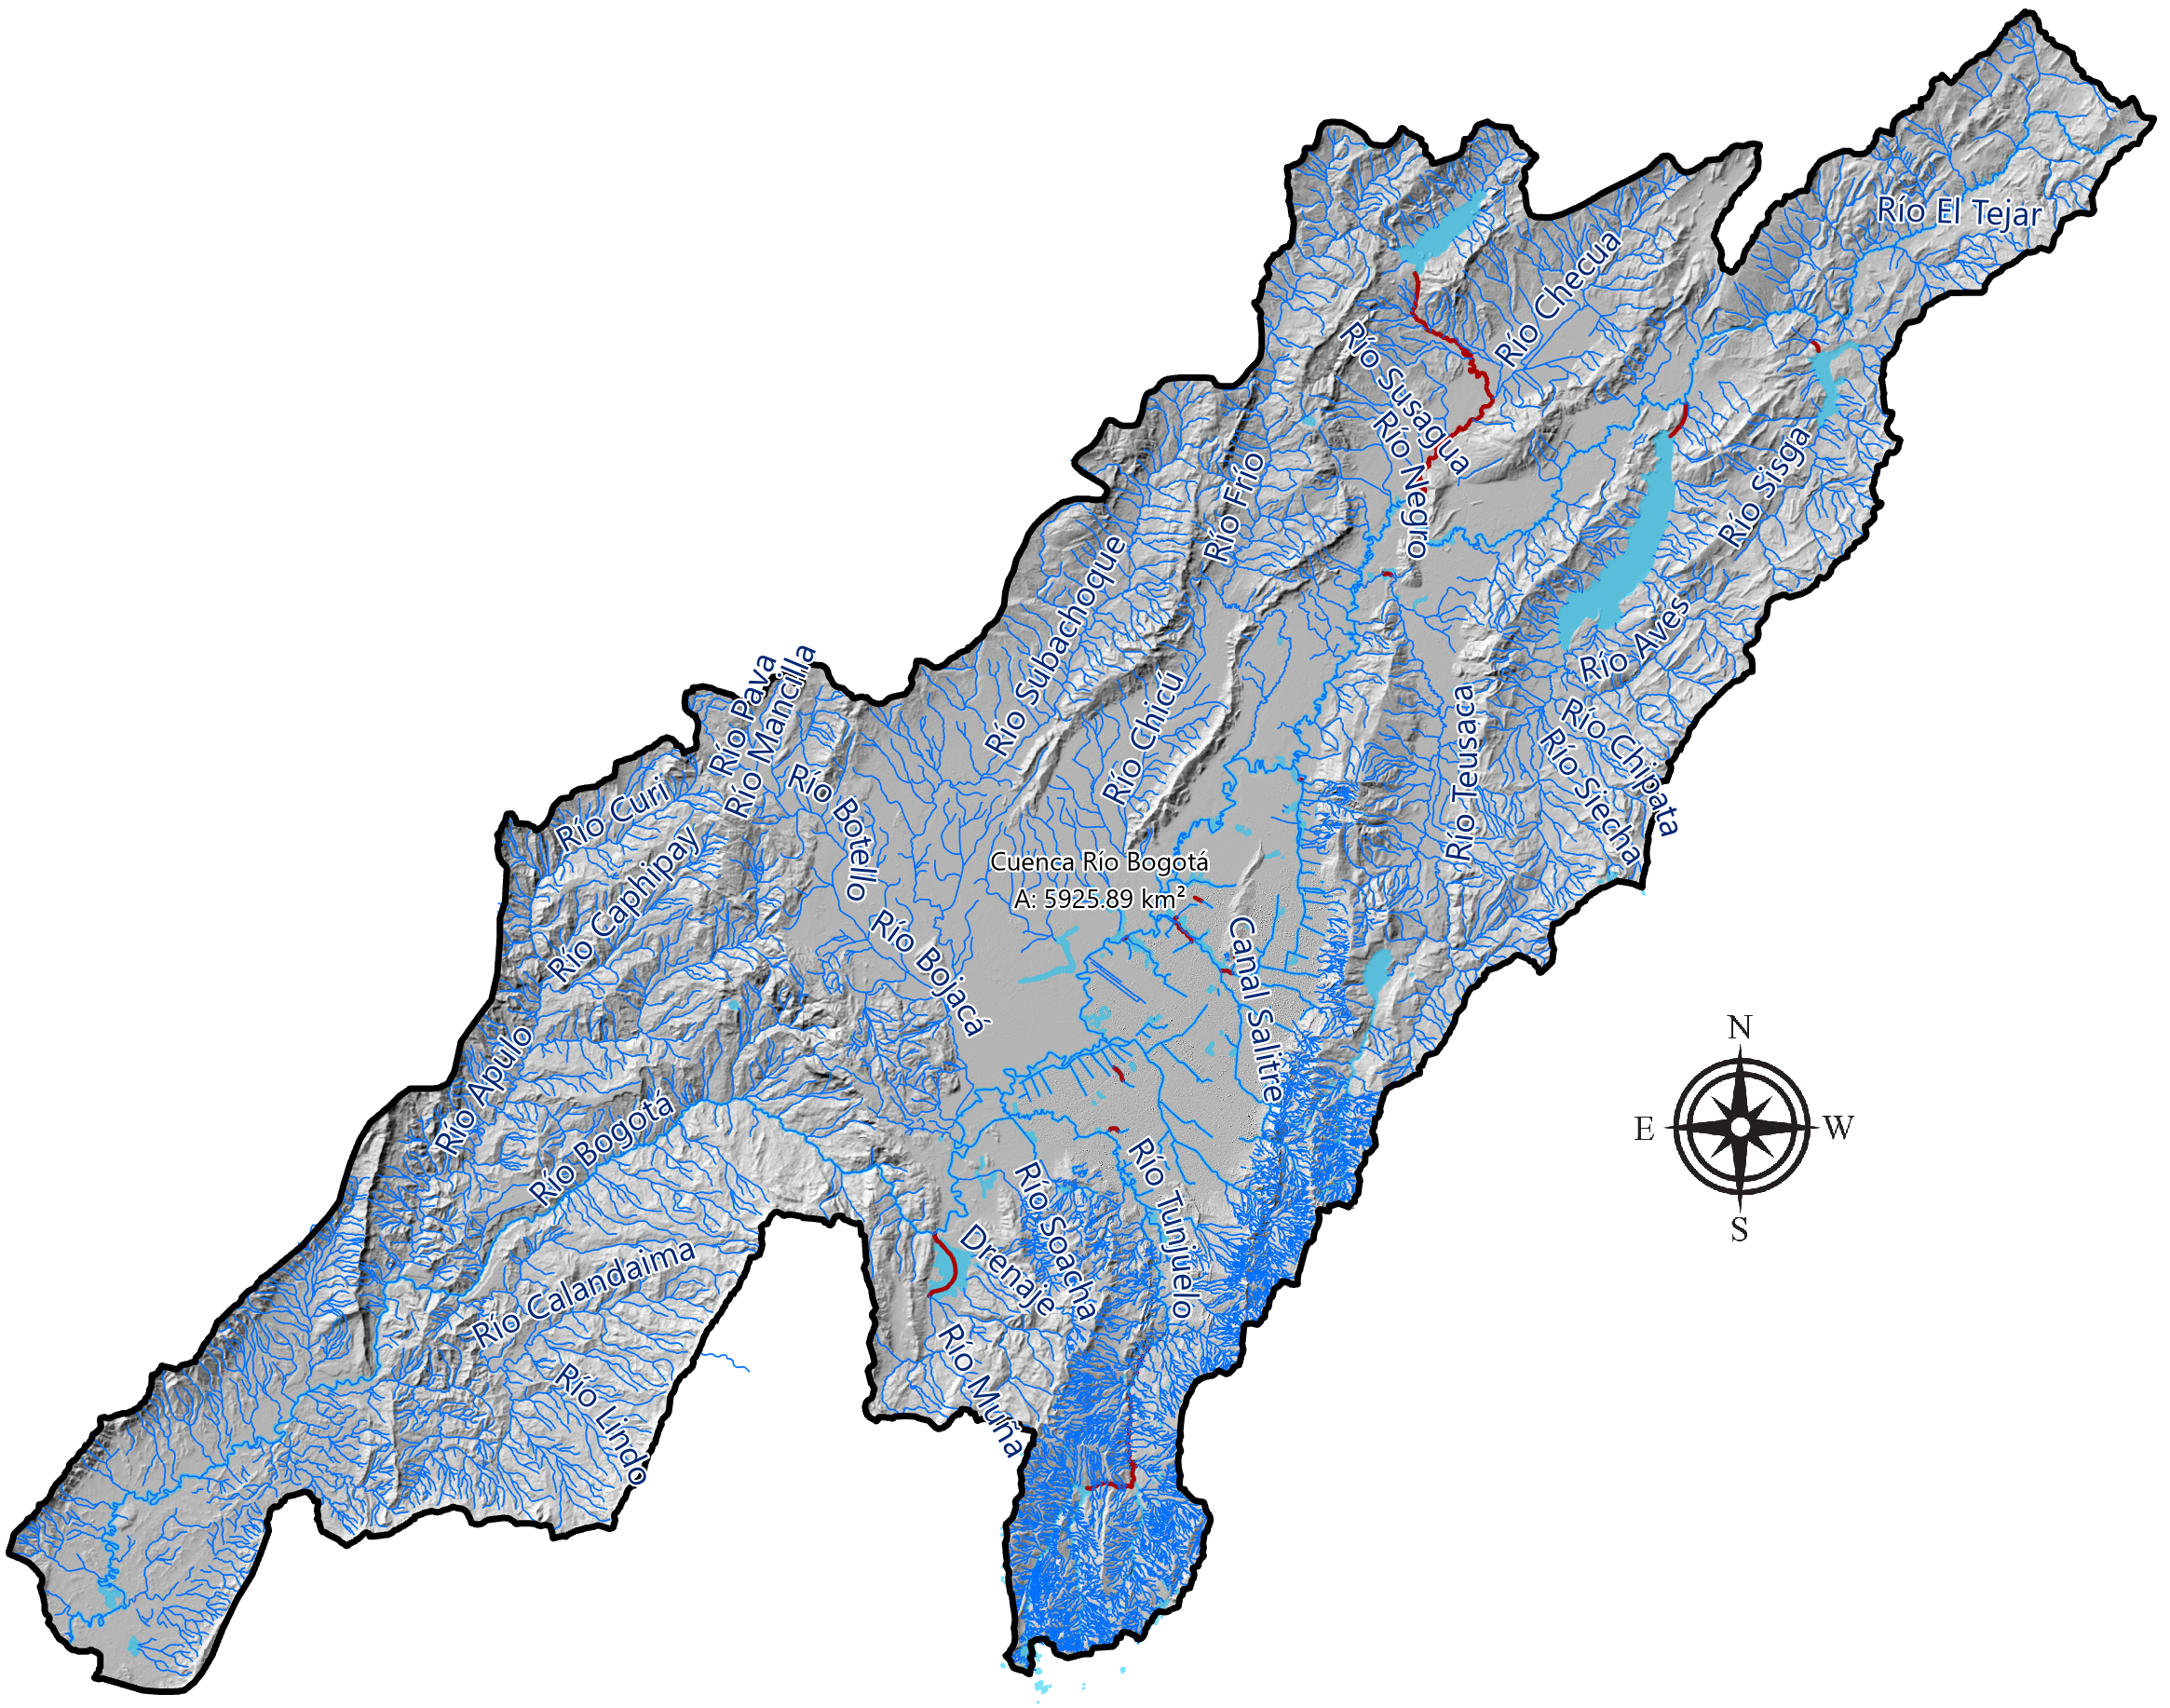 Río El Tejar
Río Checua
Río Susagua
Río Negro
Río Frío
Río Sisga
Río Subachoque
Río Aves
Río Pava
Río Mancilla
Río Chicú
Río Teusaca
Río Chipata
Río Siecha
Río Curi
Río Botello
Río Caphipay
Cuenca Río Bogotá
A: 5925.89 km²
Río Bojacá
Canal Salitre
Río Apulo
Río Bogotá
N
E
W
S
Río Tunjuelo
Río Soacha
Drenaje
Río Calandaima
Río Muña
Río Lindo